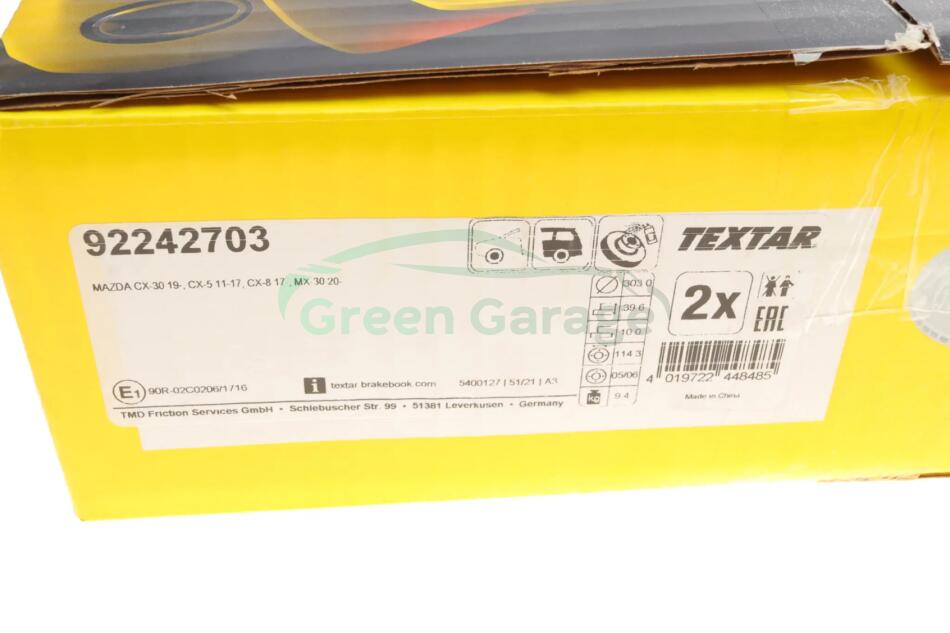 92242703
TEXTAR
MAZDA CX-30 19-, CX-5 11-17, CX-8 17-, MX-30 20-
303.0
39.6
10.0
114.3
05/06
kg 9.4
2x
EAC
Green Garage
E1 90R-02C0206/1716
i textar brakebook.com
5400127 | 51/21 | A3
TMD Friction Services GmbH • Schlebuscher Str. 99 • 51381 Leverkusen • Germany
4 019722 448485
Made in China